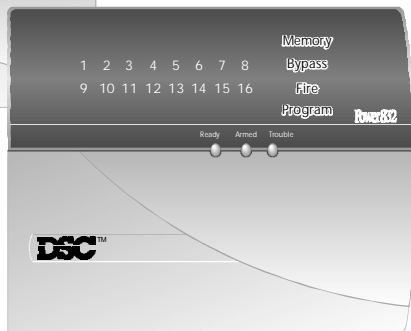 Memory
1 2 3 4 5 6 7 8 Bypass
9 10 11 12 13 14 15 16 Fire
Program Power832
Ready Armed Trouble
DSC™